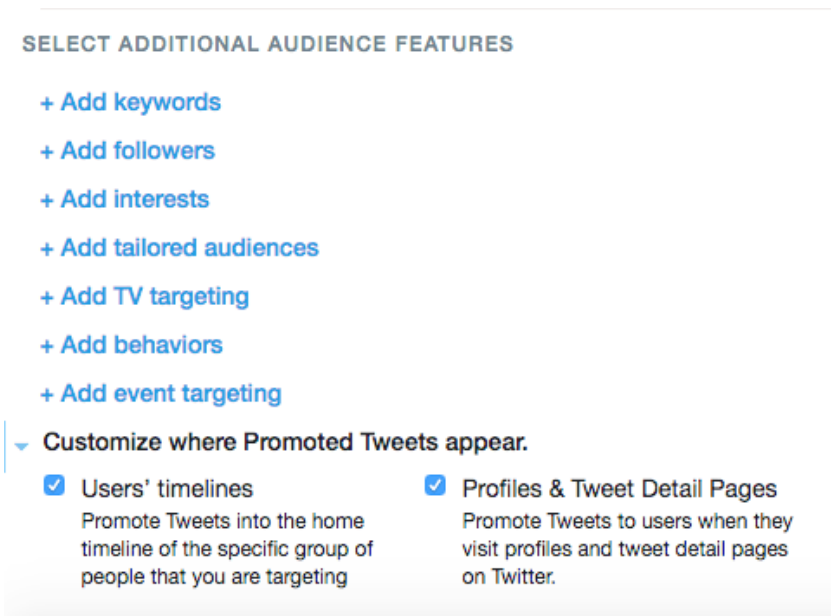 SELECT ADDITIONAL AUDIENCE FEATURES
+ Add keywords
+ Add followers
+ Add interests
+ Add tailored audiences
+ Add TV targeting
+ Add behaviors
+ Add event targeting
Customize where Promoted Tweets appear.
Users' timelines
Promote Tweets into the home
timeline of the specific group of
people that you are targeting
Profiles & Tweet Detail Pages
Promote Tweets to users when they
visit profiles and tweet detail pages
on Twitter.